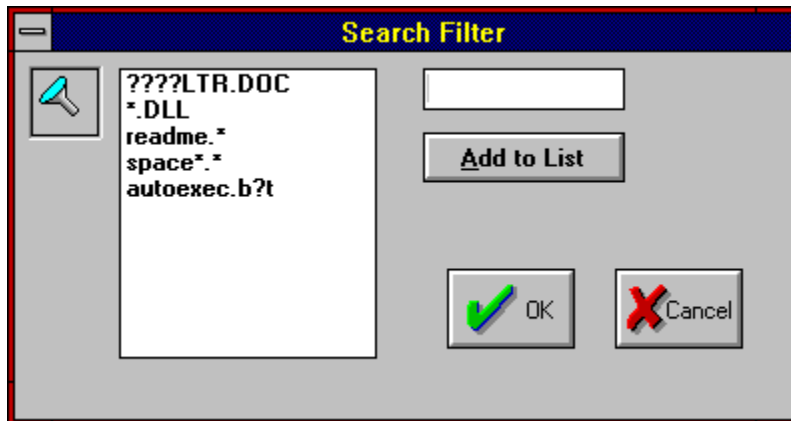 Search Filter
????LTR.DOC
*.DLL
readme.*
space*.*
autoexec.b?t
Add to List
OK
Cancel